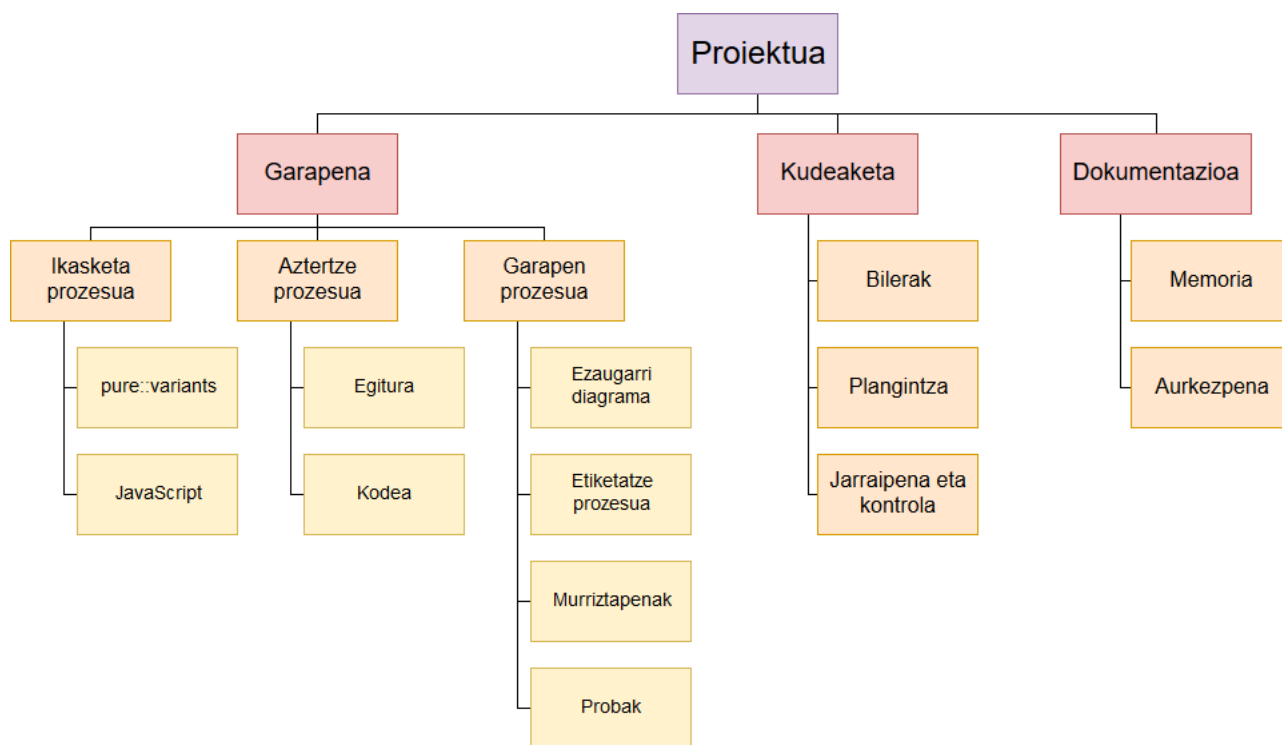 Proiektua
Garapena
Kudeaketa
Dokumentazioa
Ikasketa
prozesua
Aztertze
prozesua
Garapen
prozesua
Bilerak
Memoria
pure::variants
Egitura
Ezaugarri
diagrama
Plangintza
Aurkezpena
JavaScript
Kodea
Etiketatze
prozesua
Jarraipena eta
kontrola
Murriztapenak
Probak